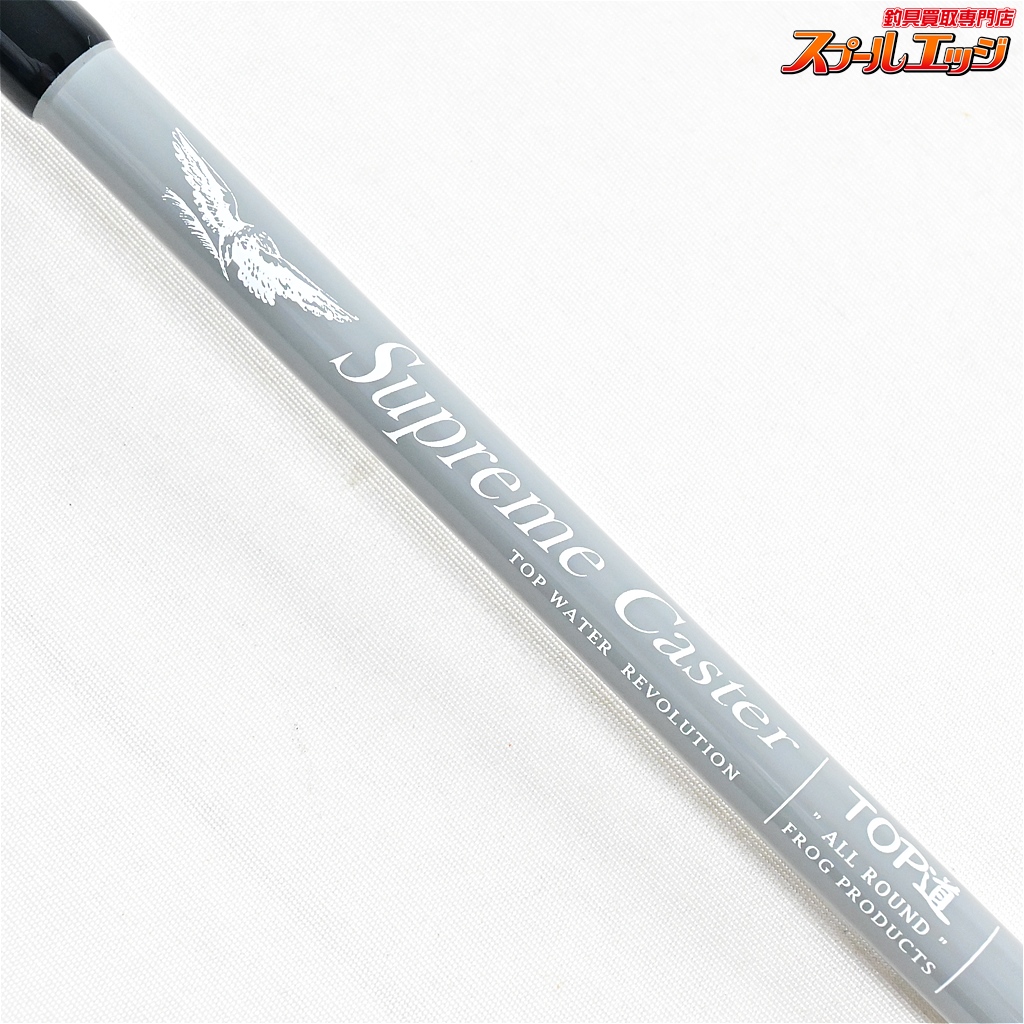 釣具買取専門店
スプールエッジ
Supreme Caster
TOP WATER REVOLUTION
TOP道
" ALL ROUND "
FROG PRODUCTS